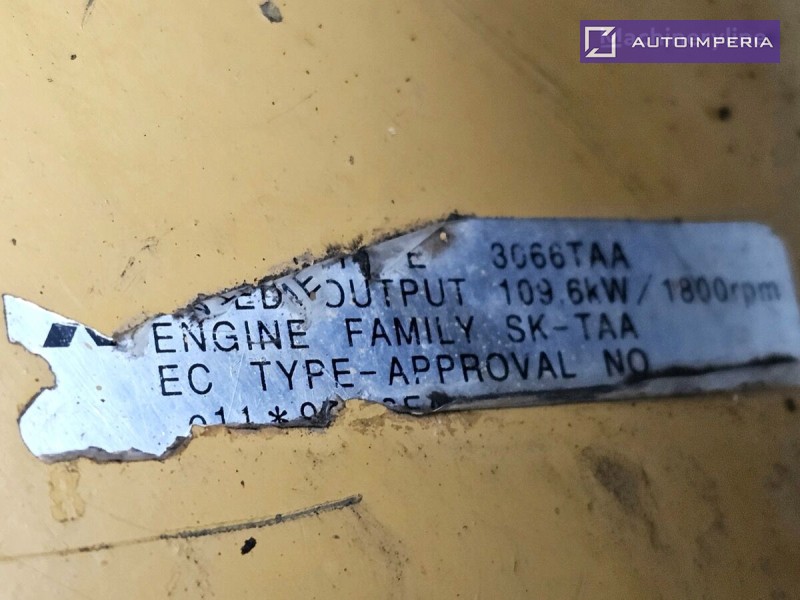 AUTOIMPERIA
3066TAA
OUTPUT 109.6kW/1800rpm
ENGINE FAMILY SK-TAA
EC TYPE-APPROVAL NO